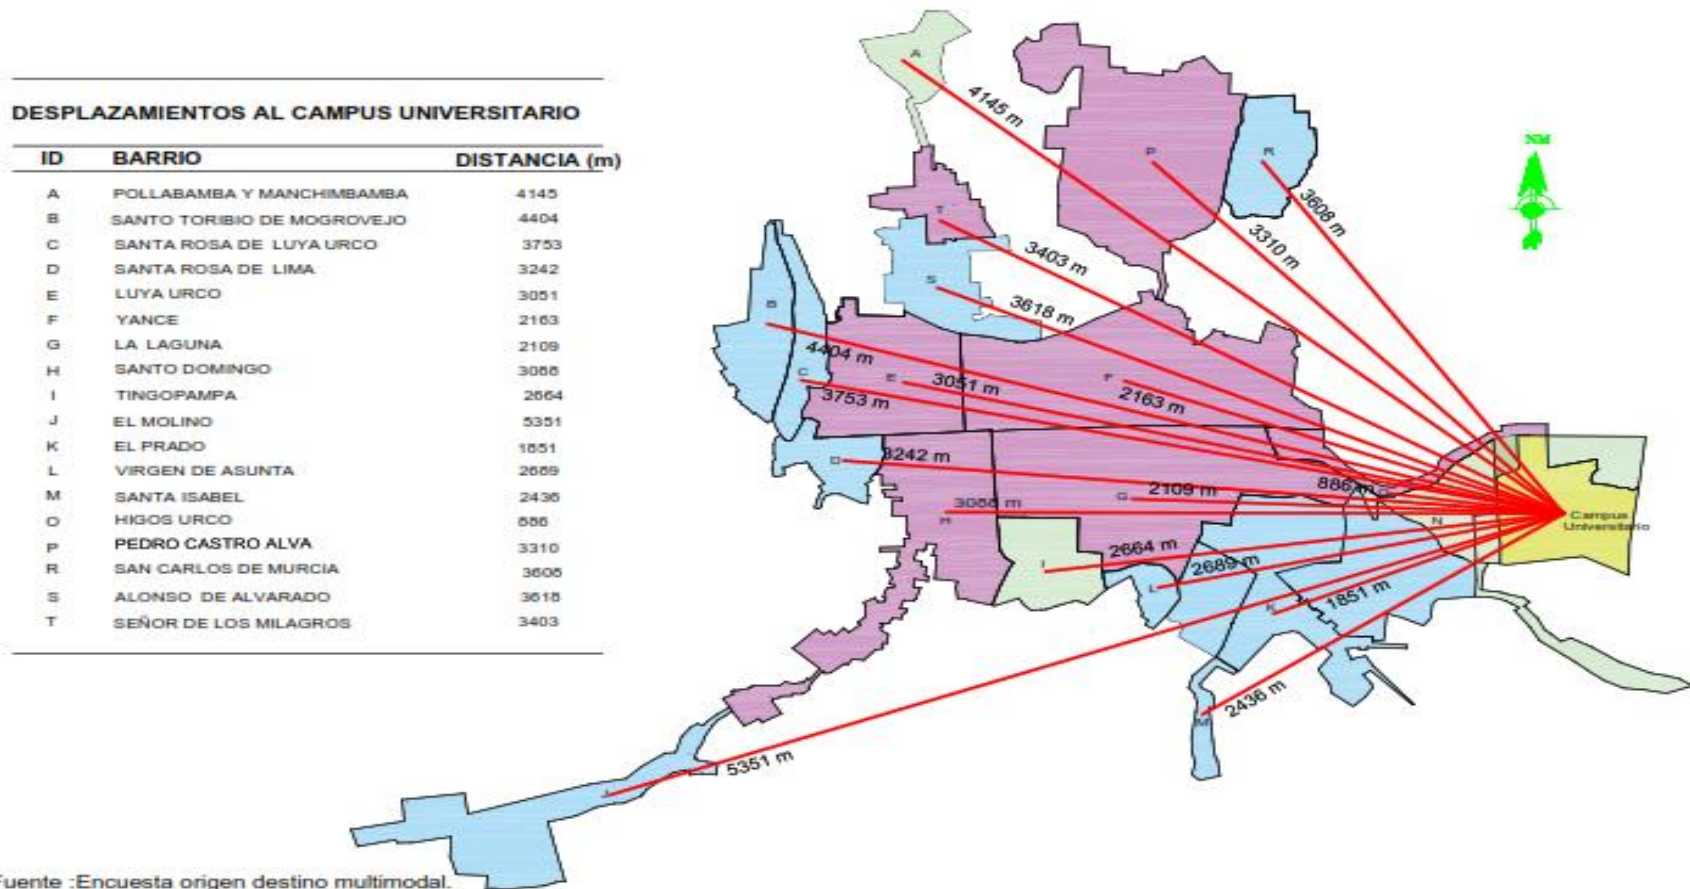 DESPLAZAMIENTOS AL CAMPUS UNIVERSITARIO
ID BARRIO DISTANCIA (m)
A POLLABAMBA Y MANCHIMBAMBA 4145
B SANTO TORIBIO DE MOGROVEJO 4404
C SANTA ROSA DE LUYA URCO 3753
D SANTA ROSA DE LIMA 3242
E LUYA URCO 3051
F YANCE 2163
G LA LAGUNA 2109
H SANTO DOMINGO 3088
I TINGOPAMPA 2664
J EL MOLINO 5351
K EL PRADO 1851
L VIRGEN DE ASUNTA 2689
M SANTA ISABEL 2436
O HIGOS URCO 886
P PEDRO CASTRO ALVA 3310
R SAN CARLOS DE MURCIA 3608
S ALONSO DE ALVARADO 3618
T SEÑOR DE LOS MILAGROS 3403
Fuente :Encuesta origen destino multimodal.
A
4145 m
P
R
3608 m
3310 m
NM
T
3403 m
S
3618 m
B
4404 m
C
3753 m
E
3051 m
F
2163 m
D
3242 m
886 m
G
2109 m
3088 m
H
N
Campus
Universitario
I
2664 m
L
2689 m
K
1851 m
M
2436 m
J
5351 m